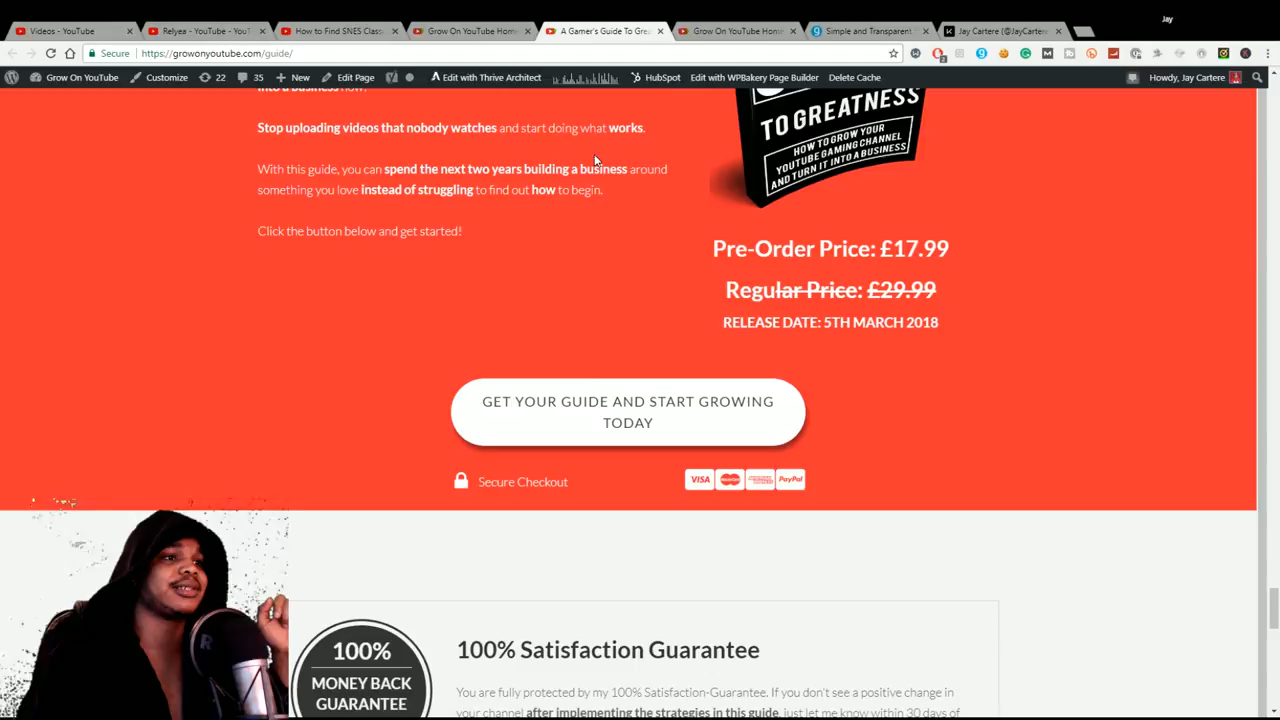 Jay
Videos - YouTube
Relyea - YouTube - YouT
How to Find SNES Class
Grow On YouTube Home
A Gamer's Guide To Grea
Grow On YouTube Home
Simple and Transparent
Jay Cartere (@JayCartere
Secure https://growonyoutube.com/guide/
Grow On YouTube Customize 22 35 New Edit Page Edit with Thrive Architect HubSpot Edit with WPBakery Page Builder Delete Cache Howdy, Jay Cartere
into a business now!
Stop uploading videos that nobody watches and start doing what works.
With this guide, you can spend the next two years building a business around
something you love instead of struggling to find out how to begin.
Click the button below and get started!
TO GREATNESS
HOW TO GROW YOUR
YOUTUBE GAMING CHANNEL
AND TURN IT INTO A BUSINESS
Pre-Order Price: £17.99
Regular Price: £29.99
RELEASE DATE: 5TH MARCH 2018
GET YOUR GUIDE AND START GROWING
TODAY
Secure Checkout
VISA
PayPal
100%
MONEY BACK
GUARANTEE
100% Satisfaction Guarantee
You are fully protected by my 100% Satisfaction-Guarantee. If you don't see a positive change in
your channel after implementing the strategies in this guide, just let me know within 30 days of